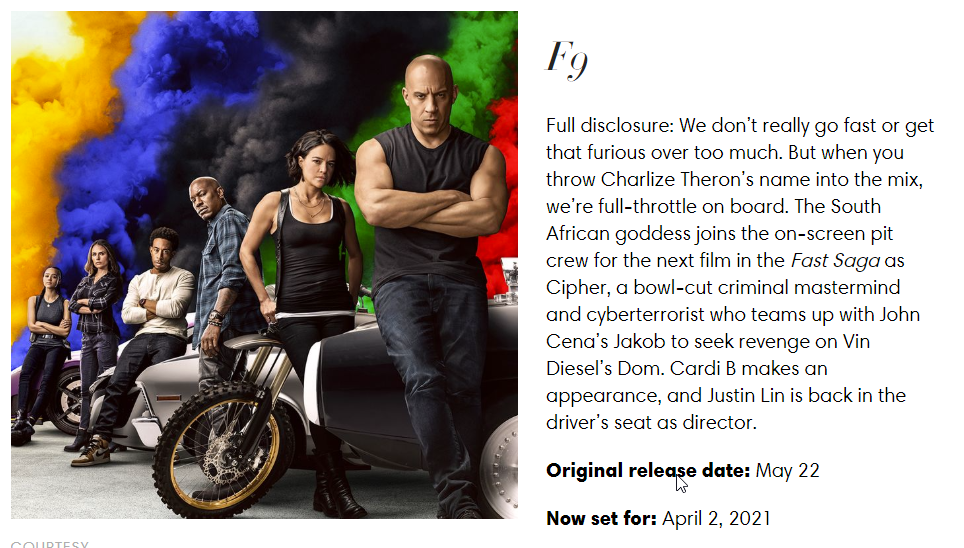 F9
Full disclosure: We don’t really go fast or get
that furious over too much. But when you
throw Charlize Theron’s name into the mix,
we’re full-throttle on board. The South
African goddess joins the on-screen pit
crew for the next film in the Fast Saga as
Cipher, a bowl-cut criminal mastermind
and cyberterrorist who teams up with John
Cena’s Jakob to seek revenge on Vin
Diesel’s Dom. Cardi B makes an
appearance, and Justin Lin is back in the
driver’s seat as director.
Original release date: May 22
Now set for: April 2, 2021
COURTESY